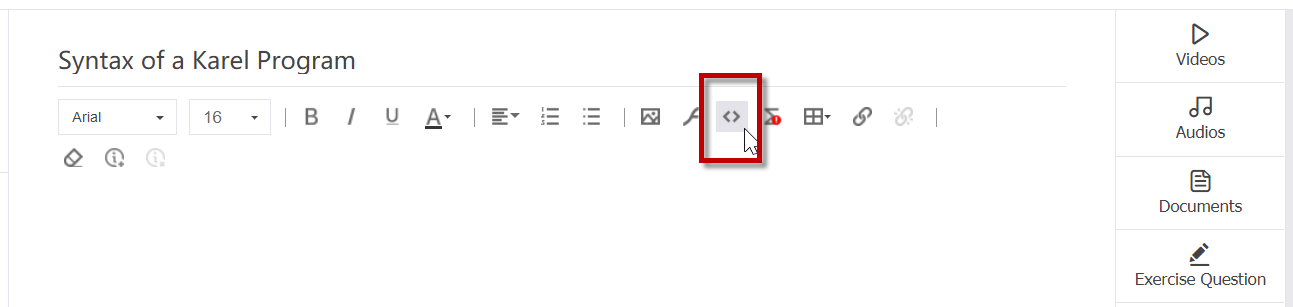 Syntax of a Karel Program
Arial
16
B I U A
Videos
Audios
Documents
Exercise Question